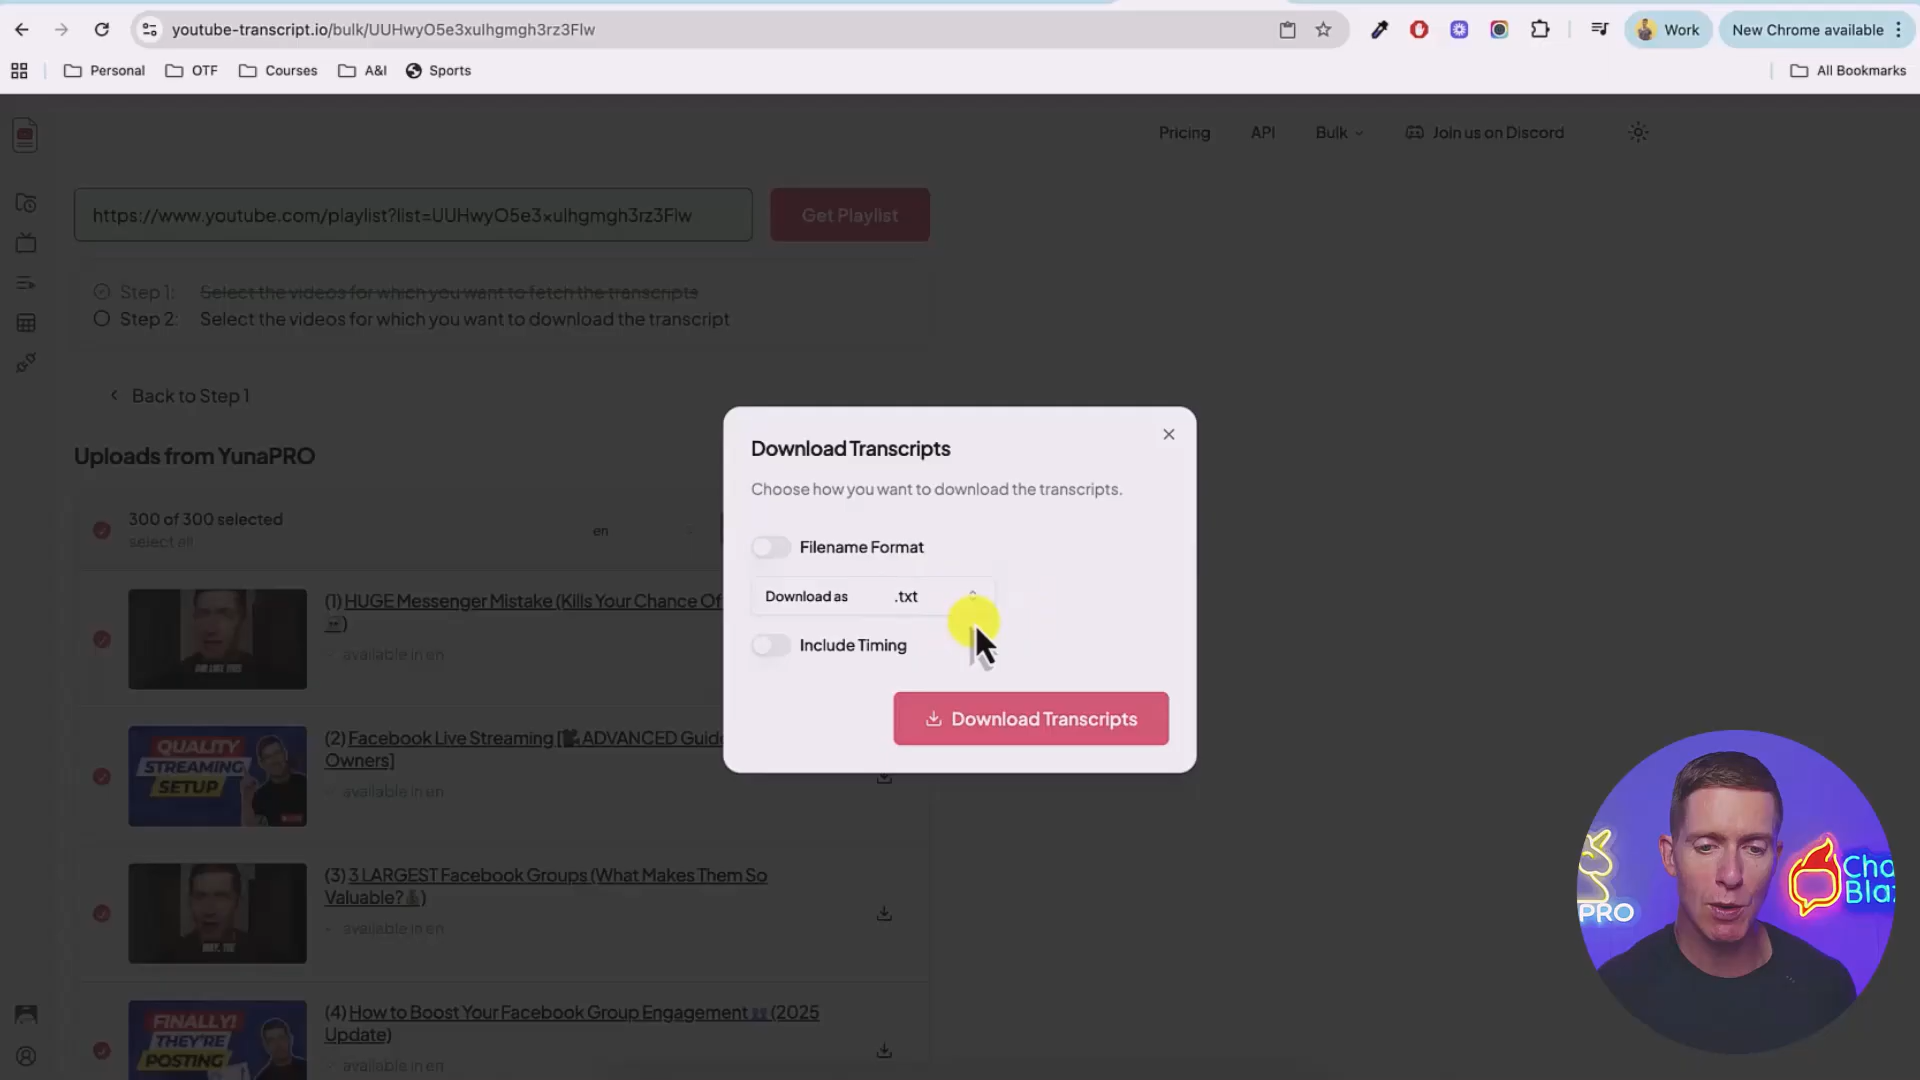 youtube-transcript.io/bulk/UUHwyO5e3xulhgmgh3rz3Flw
Work
New Chrome available
Personal
OTF
Courses
A&I
Sports
All Bookmarks
Pricing
API
Bulk
Join us on Discord
https://www.youtube.com/playlist?list=UUHwyO5e3xulhgmgh3rz3Flw
Get Playlist
Step 1: Select the videos for which you want to fetch the transcripts
Step 2: Select the videos for which you want to download the transcript
Back to Step 1
Uploads from YunaPRO
300 of 300 selected
select all
en
Download Transcripts
Choose how you want to download the transcripts.
Filename Format
Download as .txt
Include Timing
Download Transcripts
(1) HUGE Messenger Mistake (Kills Your Chance Of
)
- available in en
QUALITY
STREAMING
SETUP
(2) Facebook Live Streaming [ADVANCED Guide
Owners]
- available in en
(3) 3 LARGEST Facebook Groups (What Makes Them So
Valuable?)
- available in en
FINALLY!
THEY'RE
POSTING
(4) How to Boost Your Facebook Group Engagement (2025
Update)
- available in en
PRO
Cha
Bla